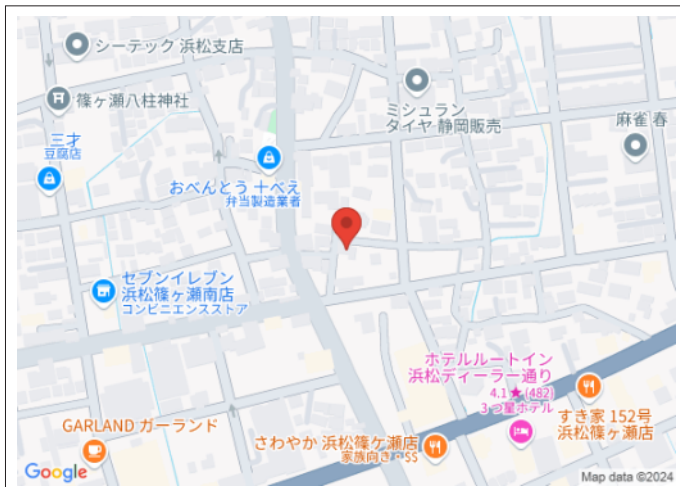 シーテック 浜松支店
篠ヶ瀬八柱神社
三才
豆腐店
ミシュラン
タイヤ 静岡販売
麻雀 春
おべんとう 十べえ
弁当製造業者
セブンイレブン
浜松篠ヶ瀬南店
コンビニエンスストア
ホテルルートイン
浜松ディーラー通り
4.1 ★ (482)
3 つ星ホテル
すき家 152号
浜松篠ヶ瀬店
GARLAND ガーランド
さわやか 浜松篠ケ瀬店
家族向き・SS
Google
Map data ©2024